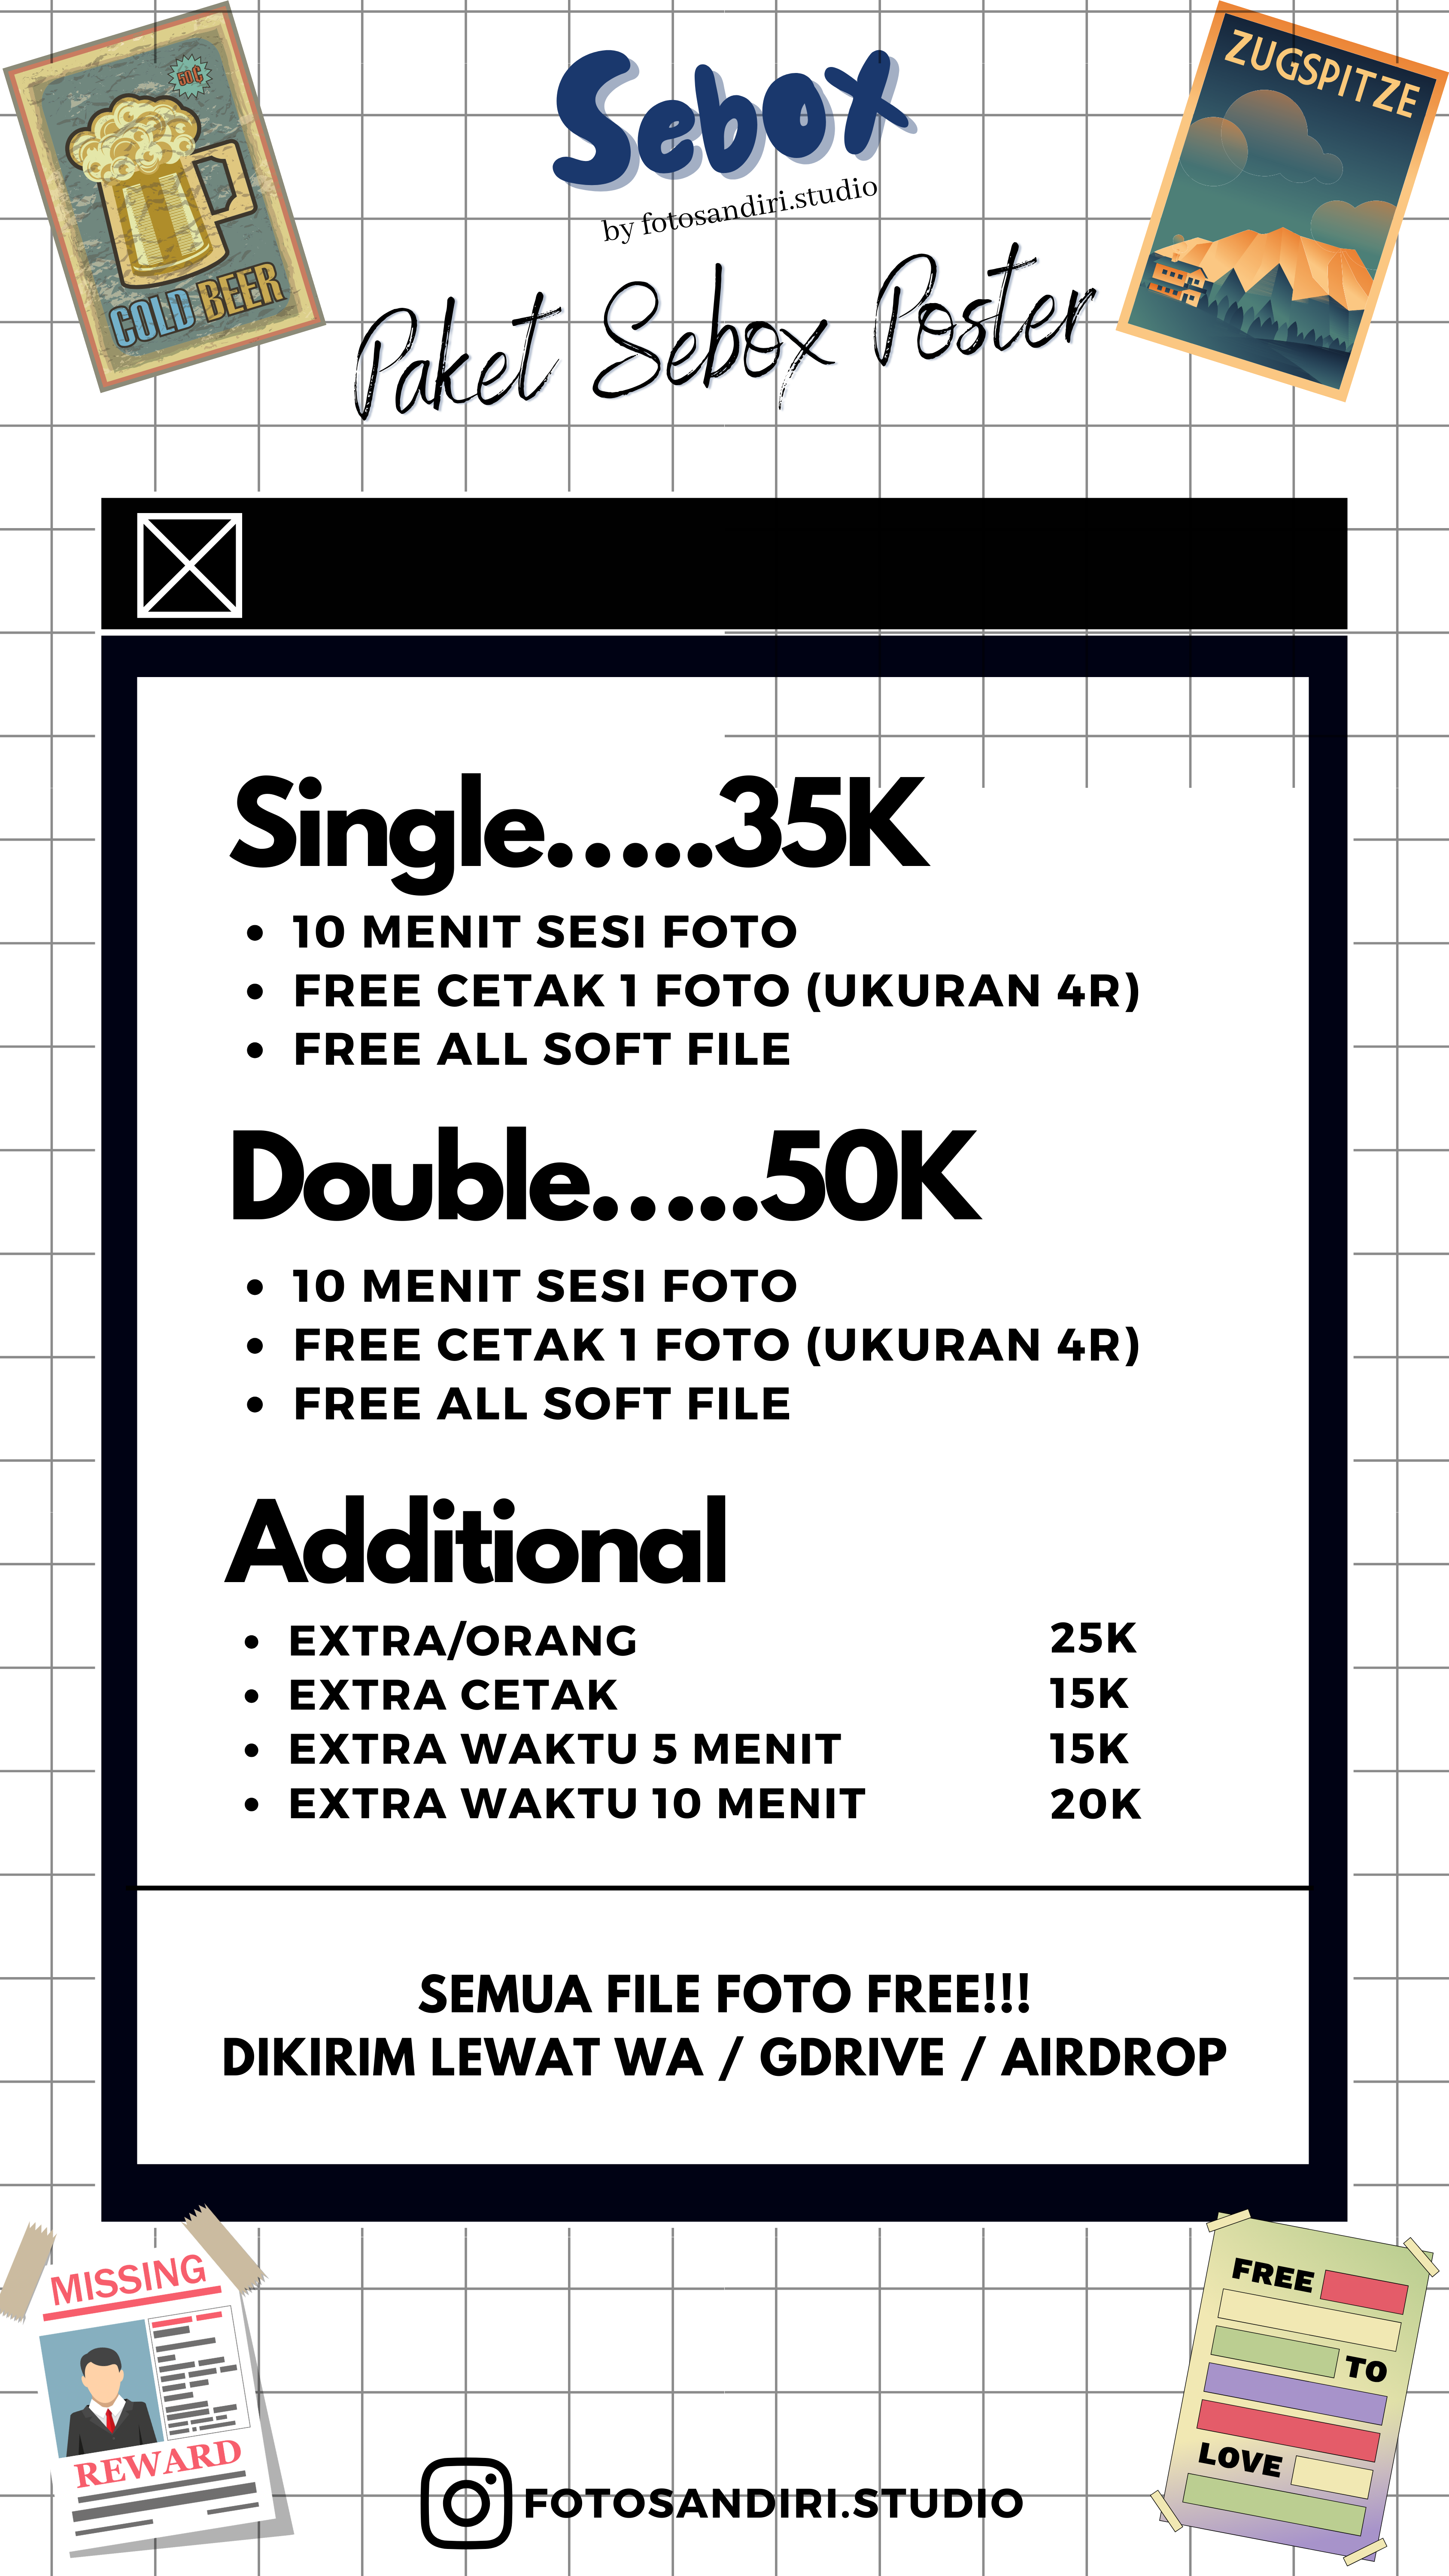 50¢
COLD BEER
Sebox
by fotosandiri.studio
ZUGSPITZE
Paket Sebox Poster
Single.....35K
• 10 MENIT SESI FOTO
• FREE CETAK 1 FOTO (UKURAN 4R)
• FREE ALL SOFT FILE
Double.....50K
• 10 MENIT SESI FOTO
• FREE CETAK 1 FOTO (UKURAN 4R)
• FREE ALL SOFT FILE
Additional
• EXTRA/ORANG 25K
• EXTRA CETAK 15K
• EXTRA WAKTU 5 MENIT 15K
• EXTRA WAKTU 10 MENIT 20K
SEMUA FILE FOTO FREE!!!
DIKIRIM LEWAT WA / GDRIVE / AIRDROP
MISSING
REWARD
FREE
TO
LOVE
FOTOSANDIRI.STUDIO